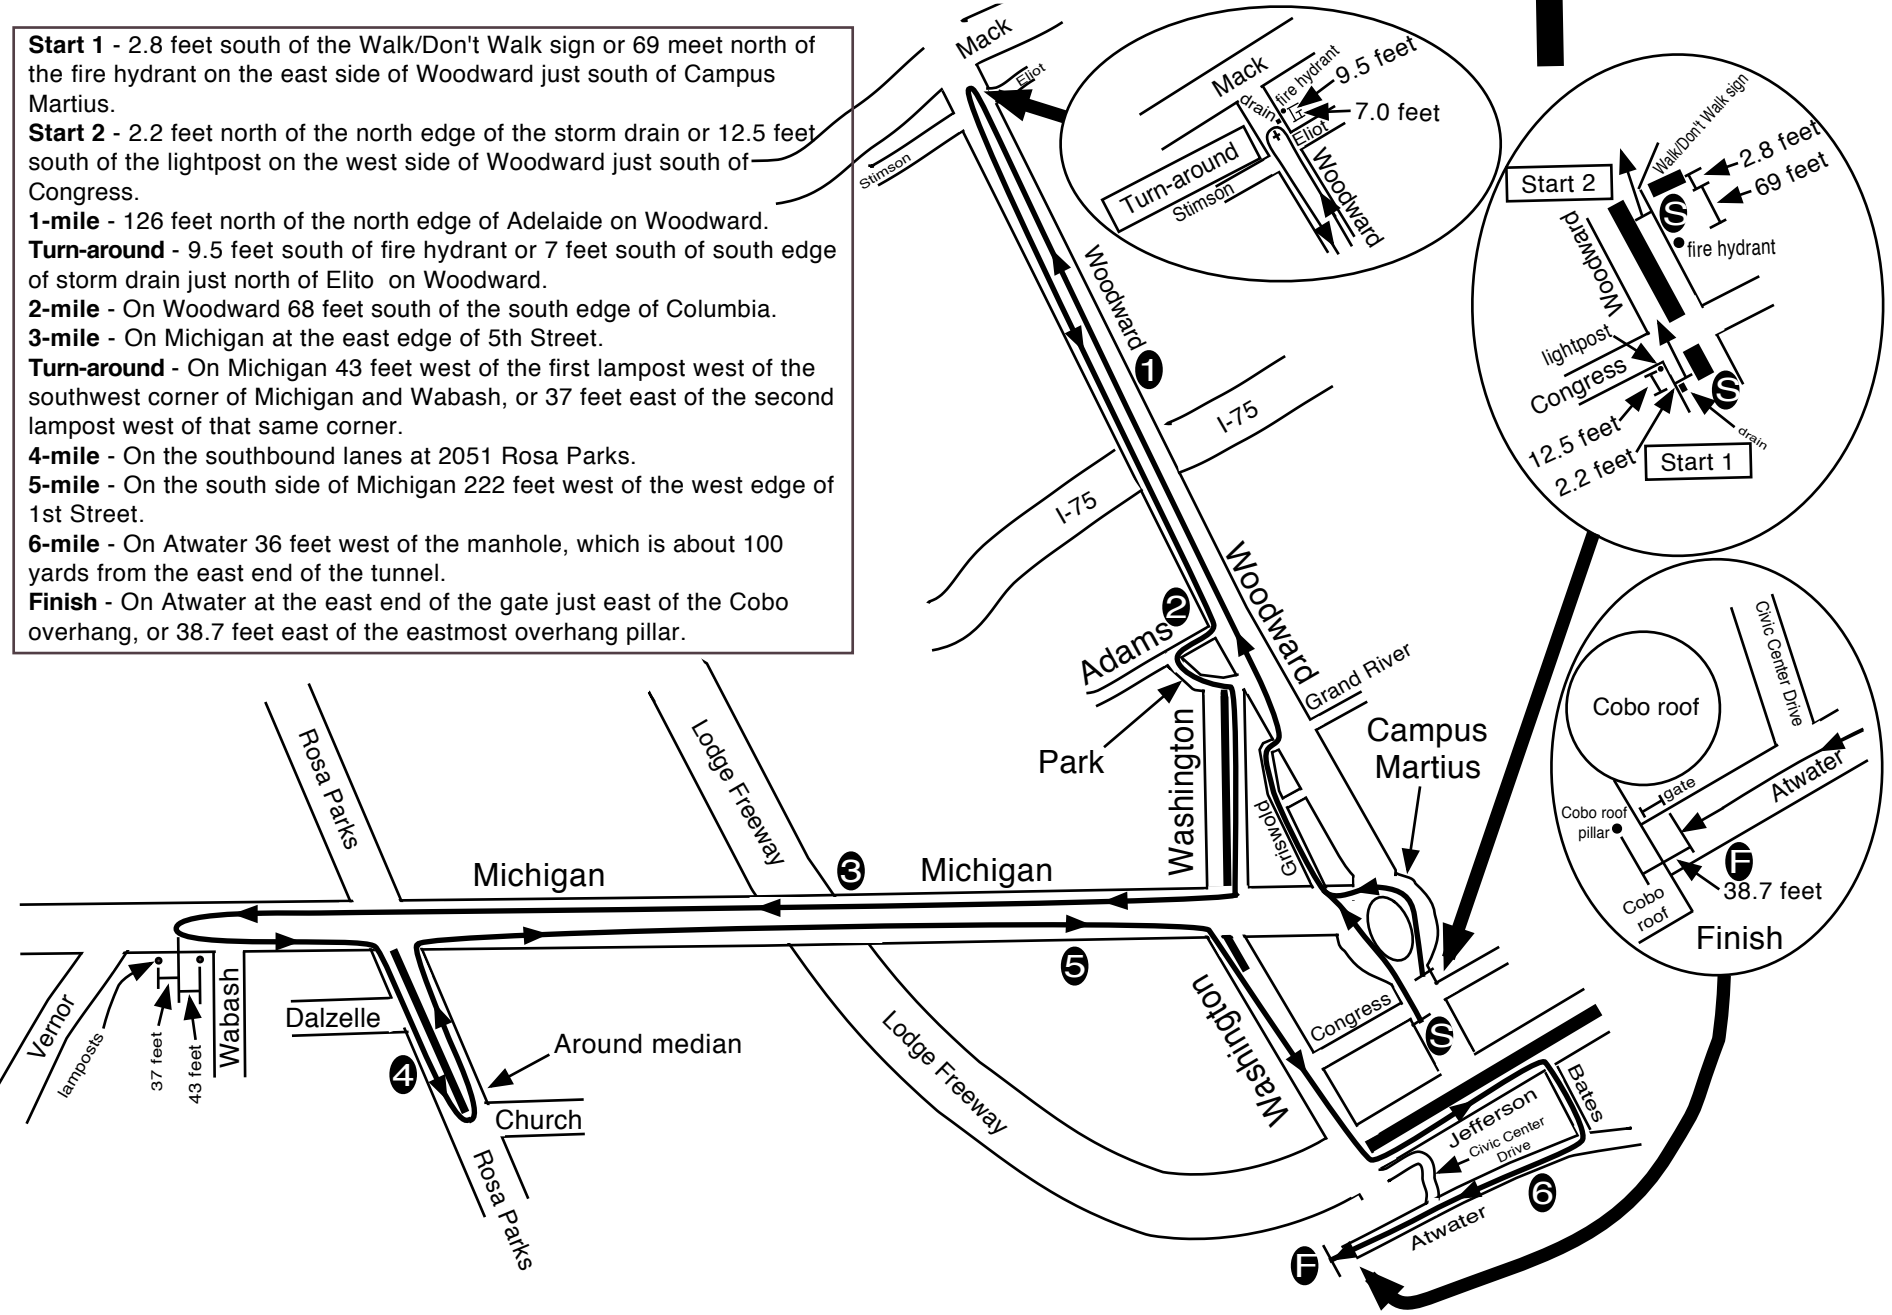 Start 1 - 2.8 feet south of the Walk/Don't Walk sign or 69 meet north of
the fire hydrant on the east side of Woodward just south of Campus
Martius.
Start 2 - 2.2 feet north of the north edge of the storm drain or 12.5 feet
south of the lightpost on the west side of Woodward just south of
Congress.
1-mile - 126 feet north of the north edge of Adelaide on Woodward.
Turn-around - 9.5 feet south of fire hydrant or 7 feet south of south edge
of storm drain just north of Elito on Woodward.
2-mile - On Woodward 68 feet south of the south edge of Columbia.
3-mile - On Michigan at the east edge of 5th Street.
Turn-around - On Michigan 43 feet west of the first lampost west of the
southwest corner of Michigan and Wabash, or 37 feet east of the second
lampost west of that same corner.
4-mile - On the southbound lanes at 2051 Rosa Parks.
5-mile - On the south side of Michigan 222 feet west of the west edge of
1st Street.
6-mile - On Atwater 36 feet west of the manhole, which is about 100
yards from the east end of the tunnel.
Finish - On Atwater at the east end of the gate just east of the Cobo
overhang, or 38.7 feet east of the eastmost overhang pillar.
Mack
Eliot
Stimson
Woodward
1
I-75
I-75
Woodward
2
Adams
Grand River
Park
Washington
Griswold
Campus
Martius
Mack
drain
fire hydrant
9.5 feet
7.0 feet
Eliot
Turn-around
Stimson
Woodward
Start 2
Walk/Don't Walk sign
2.8 feet
69 feet
S
fire hydrant
Woodward
lightpost
Congress
S
12.5 feet
2.2 feet
drain
Start 1
Civic Center Drive
Cobo roof
Atwater
gate
Cobo roof
pillar
F
38.7 feet
Cobo
roof
Finish
Rosa Parks
Lodge Freeway
Michigan
3
Michigan
5
Vernor
lamposts
37 feet
43 feet
Wabash
Dalzelle
4
Around median
Church
Rosa Parks
Lodge Freeway
Washington
Congress
S
Jefferson
Civic Center
Drive
Bates
6
Atwater
F